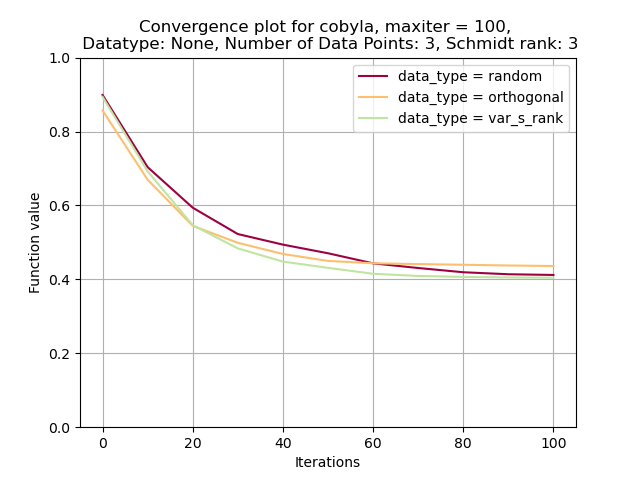 Convergence plot for cobyla, maxiter = 100,
Datatype: None, Number of Data Points: 3, Schmidt rank: 3
1.0
0.8
0.6
0.4
0.2
0.0
Function value
data_type = random
data_type = orthogonal
data_type = var_s_rank
0 20 40 60 80 100
Iterations